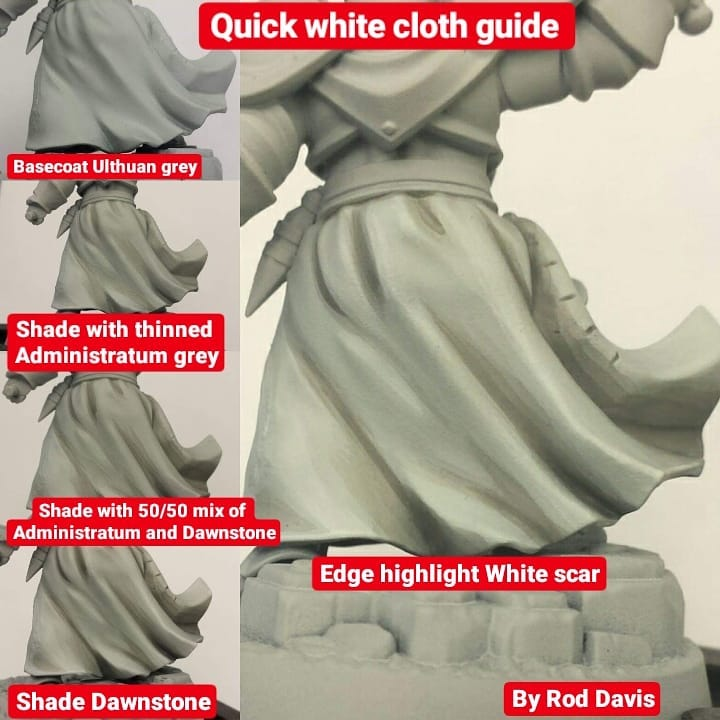 Quick white cloth guide
Basecoat Ulthuan grey
Shade with thinned
Administratum grey
Shade with 50/50 mix of
Administratum and Dawnstone
Shade Dawnstone
Edge highlight White scar
By Rod Davis